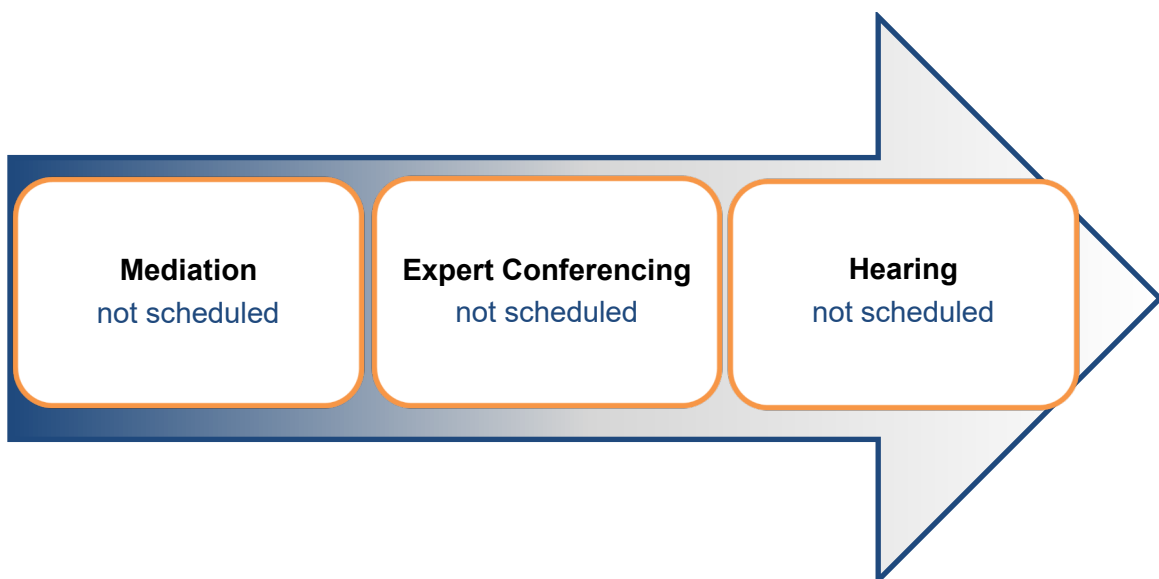 Mediation
not scheduled
Expert Conferencing
not scheduled
Hearing
not scheduled